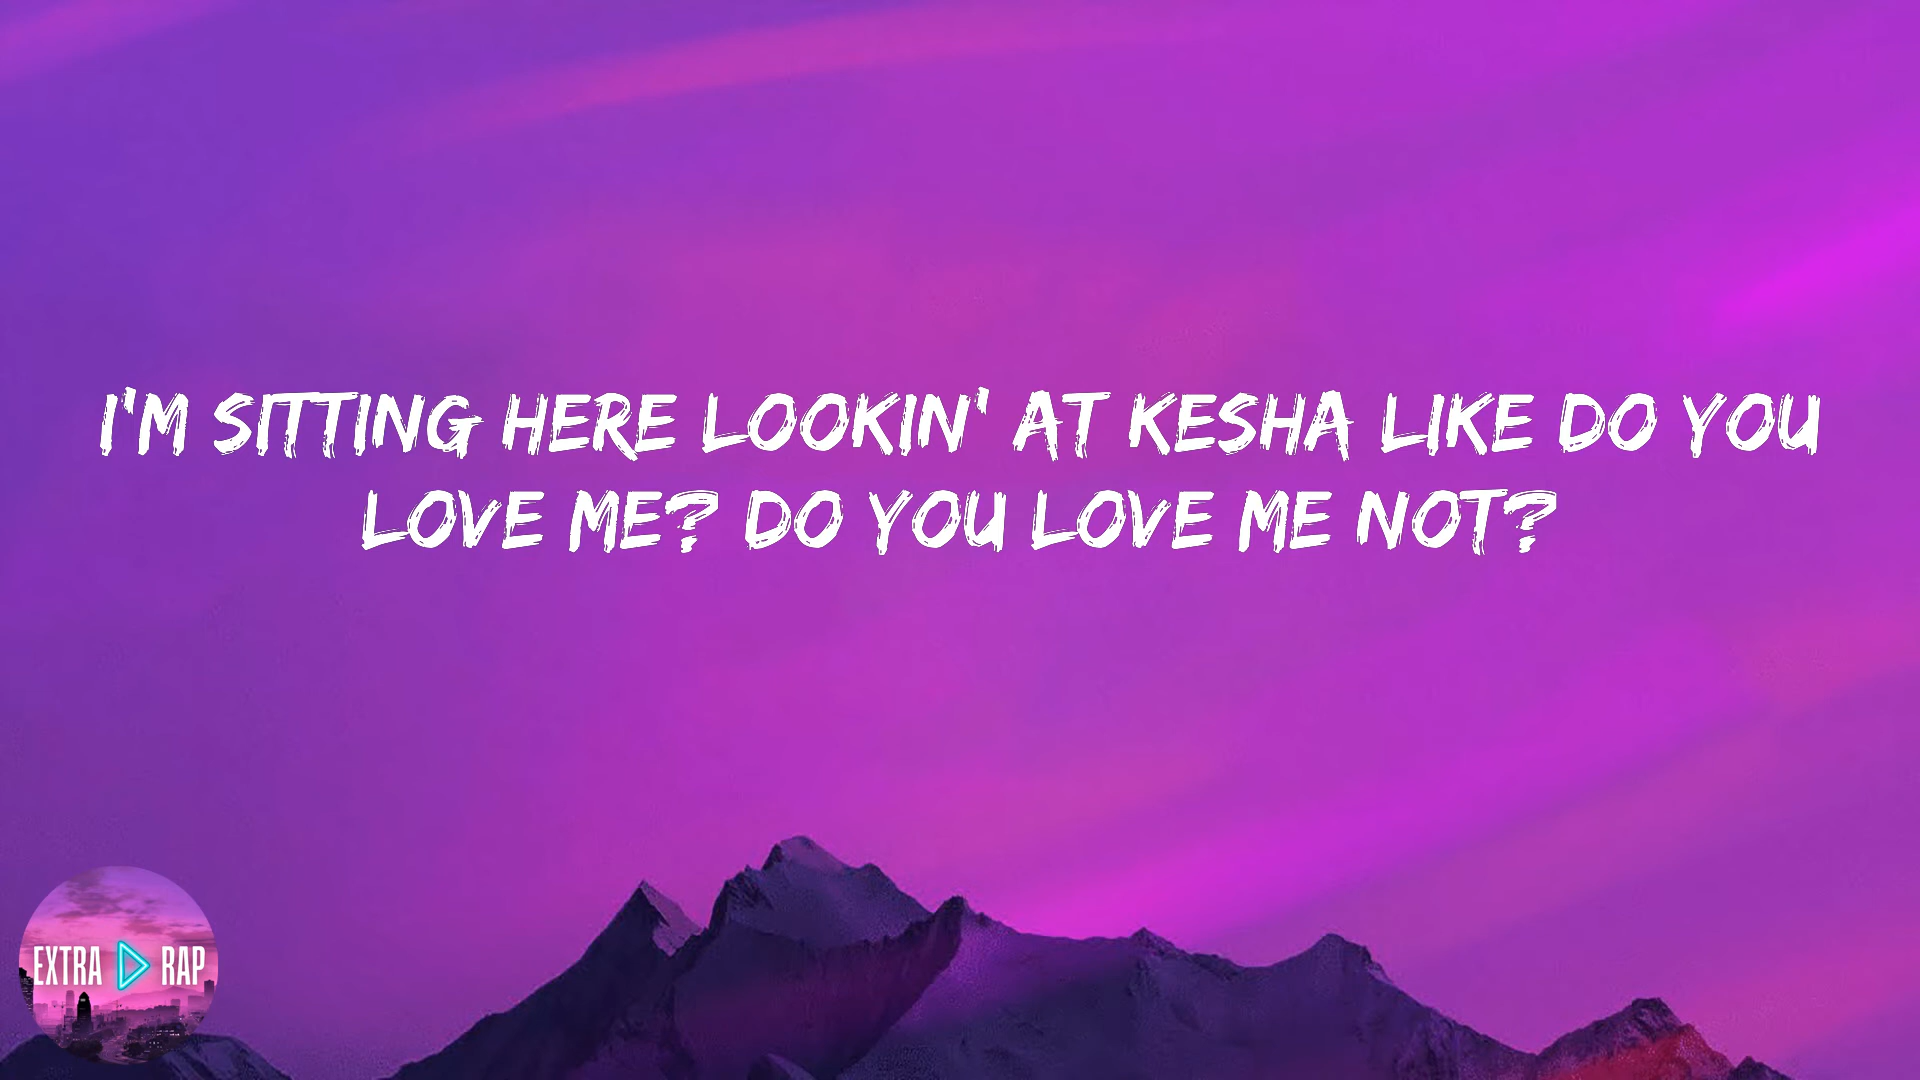 I'M SITTING HERE LOOKIN' AT KESHA LIKE DO YOU
LOVE ME? DO YOU LOVE ME NOT?
EXTRA RAP